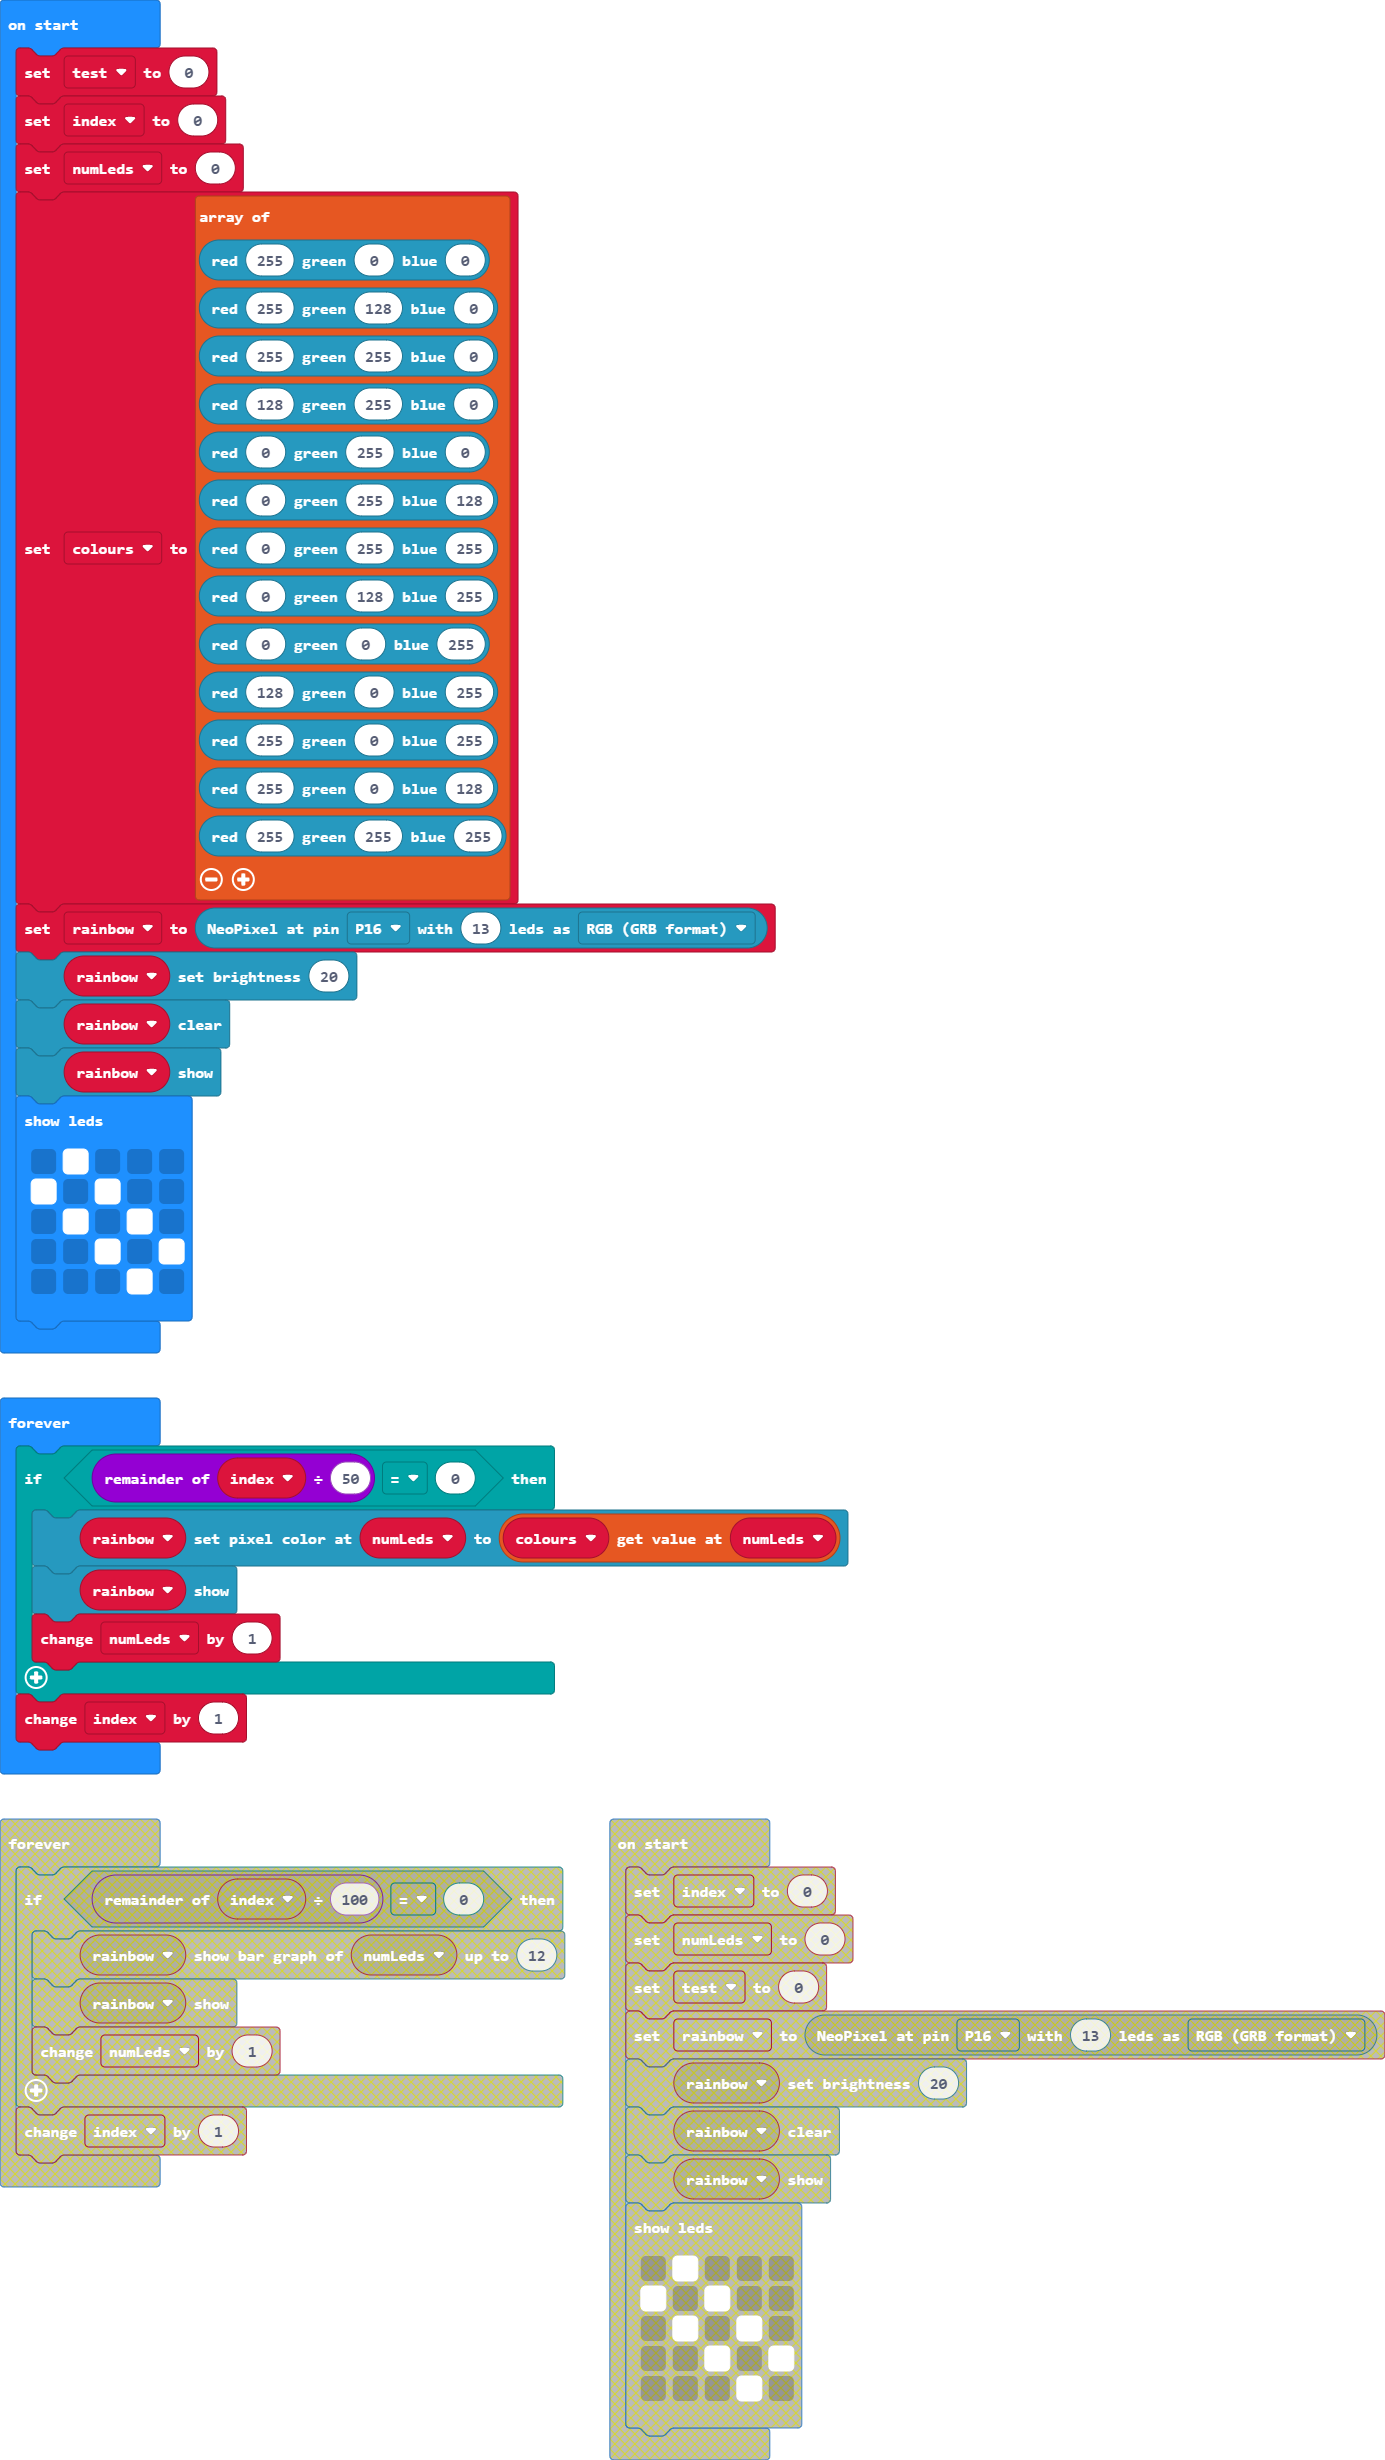 on start
set test to 0
set index to 0
set numLeds to 0
array of
red 255 green 0 blue 0
red 255 green 128 blue 0
red 255 green 255 blue 0
red 128 green 255 blue 0
red 0 green 255 blue 0
red 0 green 255 blue 128
set colours to
red 0 green 255 blue 255
red 0 green 128 blue 255
red 0 green 0 blue 255
red 128 green 0 blue 255
red 255 green 0 blue 255
red 255 green 0 blue 128
red 255 green 255 blue 255
set rainbow to NeoPixel at pin P16 with 13 leds as RGB (GRB format)
rainbow set brightness 20
rainbow clear
rainbow show
show leds
forever
if remainder of index ÷ 50 = 0 then
rainbow set pixel color at numLeds to colours get value at numLeds
rainbow show
change numLeds by 1
change index by 1
forever
if remainder of index ÷ 100 = 0 then
rainbow show bar graph of numLeds up to 12
rainbow show
change numLeds by 1
change index by 1
on start
set index to 0
set numLeds to 0
set test to 0
set rainbow to NeoPixel at pin P16 with 13 leds as RGB (GRB format)
rainbow set brightness 20
rainbow clear
rainbow show
show leds